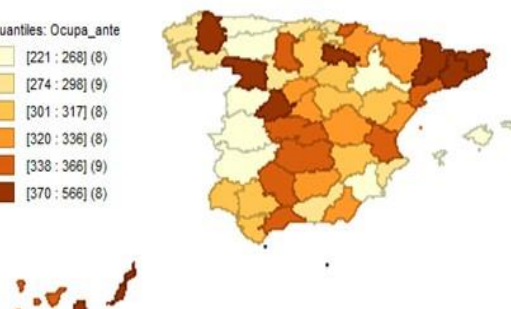 uantiles: Ocupa_ante
[221 : 268] (8)
[274 : 298] (9)
[301 : 317] (8)
[320 : 336] (8)
[338 : 366] (9)
[370 : 566] (8)